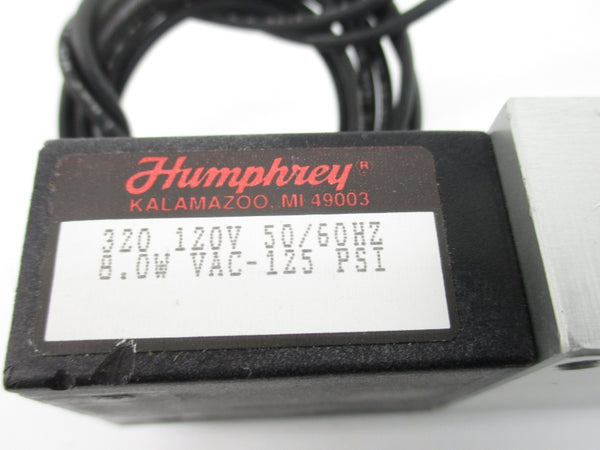 Humphrey®
KALAMAZOO, MI 49003
320 120V 50/60HZ
8.0W VAC-125 PSI